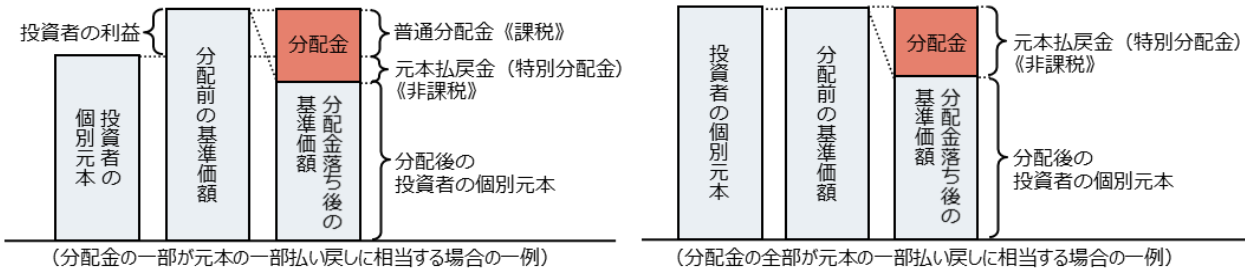 投資者の利益
投資者の
個別元本
分配前の基準価額
分配金
分配金落ち後の
基準価額
普通分配金《課税》
元本払戻金（特別分配金）
《非課税》
分配後の
投資者の個別元本
（分配金の一部が元本の一部払い戻しに相当する場合の一例）
投資者の個別元本
分配前の基準価額
分配金
分配金落ち後の
基準価額
元本払戻金（特別分配金）
《非課税》
分配後の
投資者の個別元本
（分配金の全部が元本の一部払い戻しに相当する場合の一例）